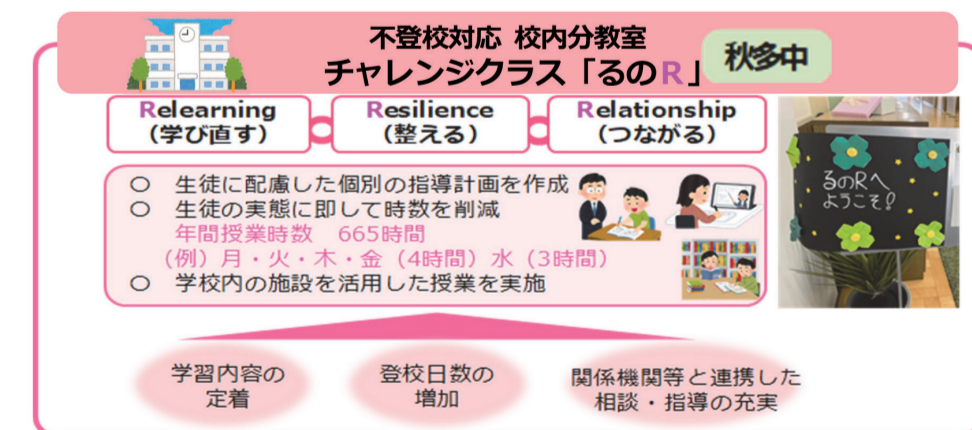 不登校対応 校内分教室
チャレンジクラス「るのR」
秋多中
Relearning
(学び直す)
Resilience
(整える)
Relationship
(つながる)
○ 生徒に配慮した個別の指導計画を作成
○ 生徒の実態に即して時数を削減
年間授業時数 665時間
(例)月・火・木・金(4時間)水(3時間)
○ 学校内の施設を活用した授業を実施
るのRへ
ようこそ!
学習内容の
定着
登校日数の
増加
関係機関等と連携した
相談・指導の充実